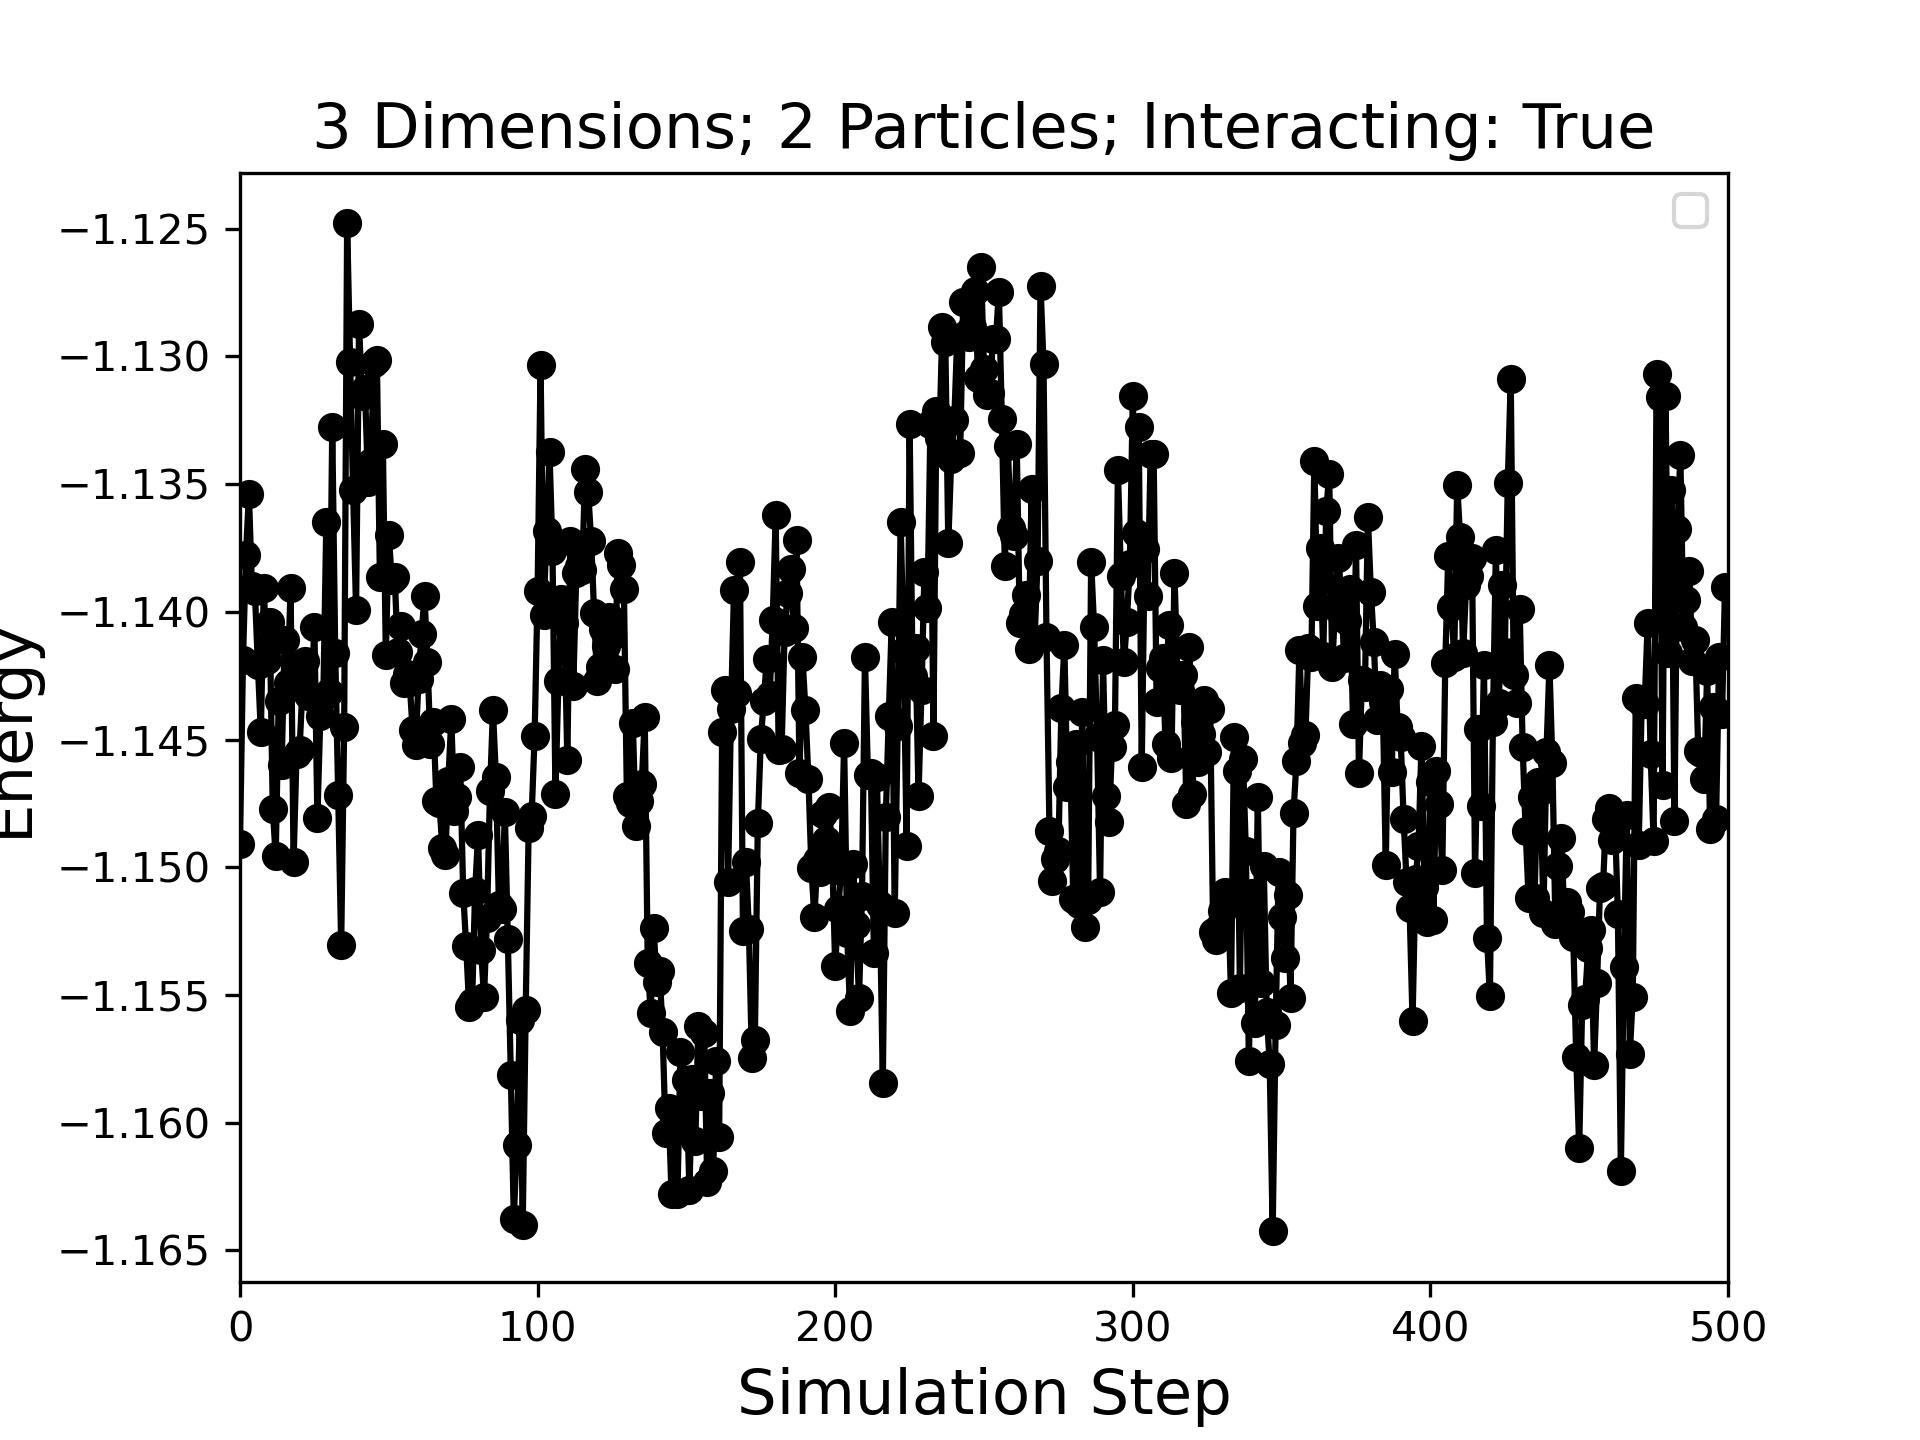 3 Dimensions; 2 Particles; Interacting: True
Energy
−1.125
−1.130
−1.135
−1.140
−1.145
−1.150
−1.155
−1.160
−1.165
0 100 200 300 400 500
Simulation Step